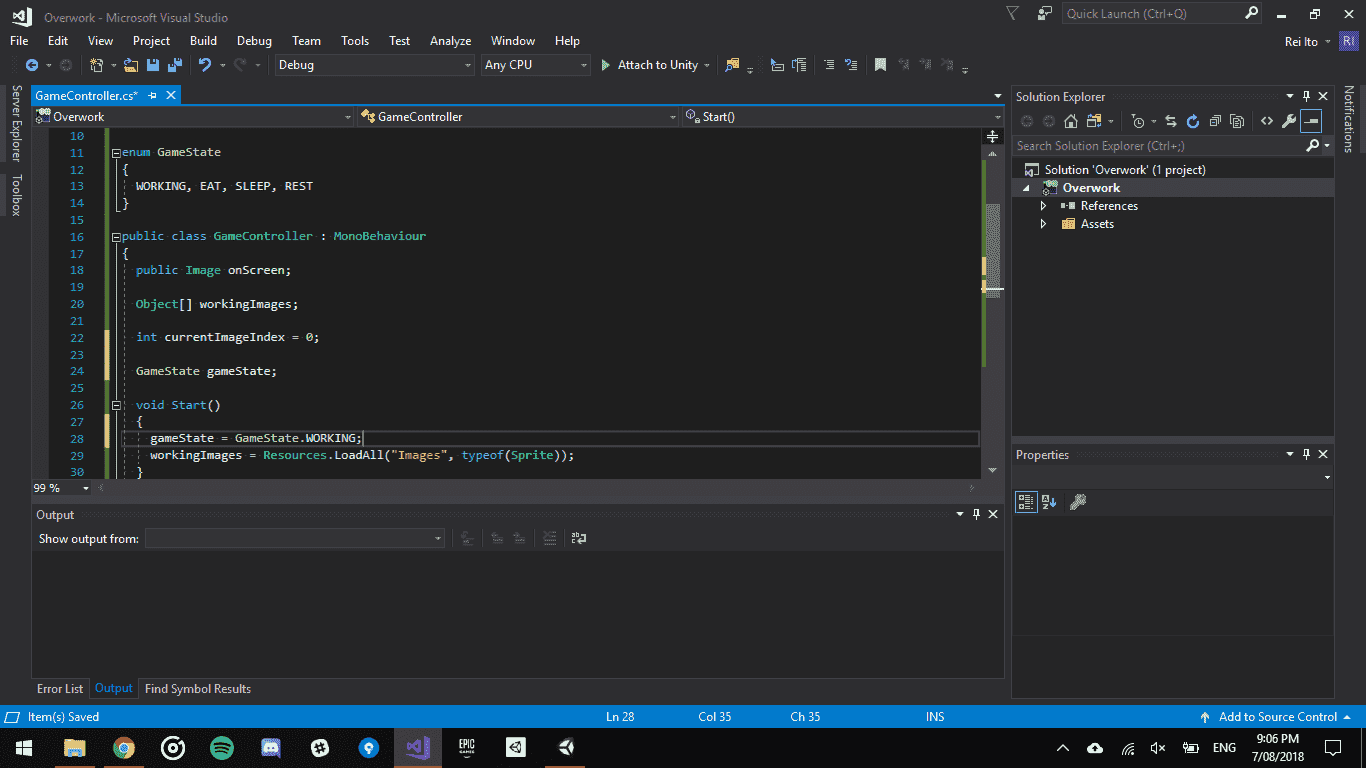 Overwork - Microsoft Visual Studio
Quick Launch (Ctrl+Q)
File Edit View Project Build Debug Team Tools Test Analyze Window Help
Rei Ito RI
Debug Any CPU Attach to Unity
Server Explorer
Toolbox
GameController.cs*
Overwork GameController Start()
10
11 enum GameState
12 {
13 WORKING, EAT, SLEEP, REST
14 }
15
16 public class GameController : MonoBehaviour
17 {
18 public Image onScreen;
19
20 Object[] workingImages;
21
22 int currentImageIndex = 0;
23
24 GameState gameState;
25
26 void Start()
27 {
28 gameState = GameState.WORKING;
29 workingImages = Resources.LoadAll("Images", typeof(Sprite));
30 }
99 %
Output
Show output from:
Error List Output Find Symbol Results
Solution Explorer
Search Solution Explorer (Ctrl+;)
Solution 'Overwork' (1 project)
Overwork
References
Assets
Properties
Notifications
Item(s) Saved Ln 28 Col 35 Ch 35 INS Add to Source Control
EPIC GAMES
ENG
9:06 PM
7/08/2018